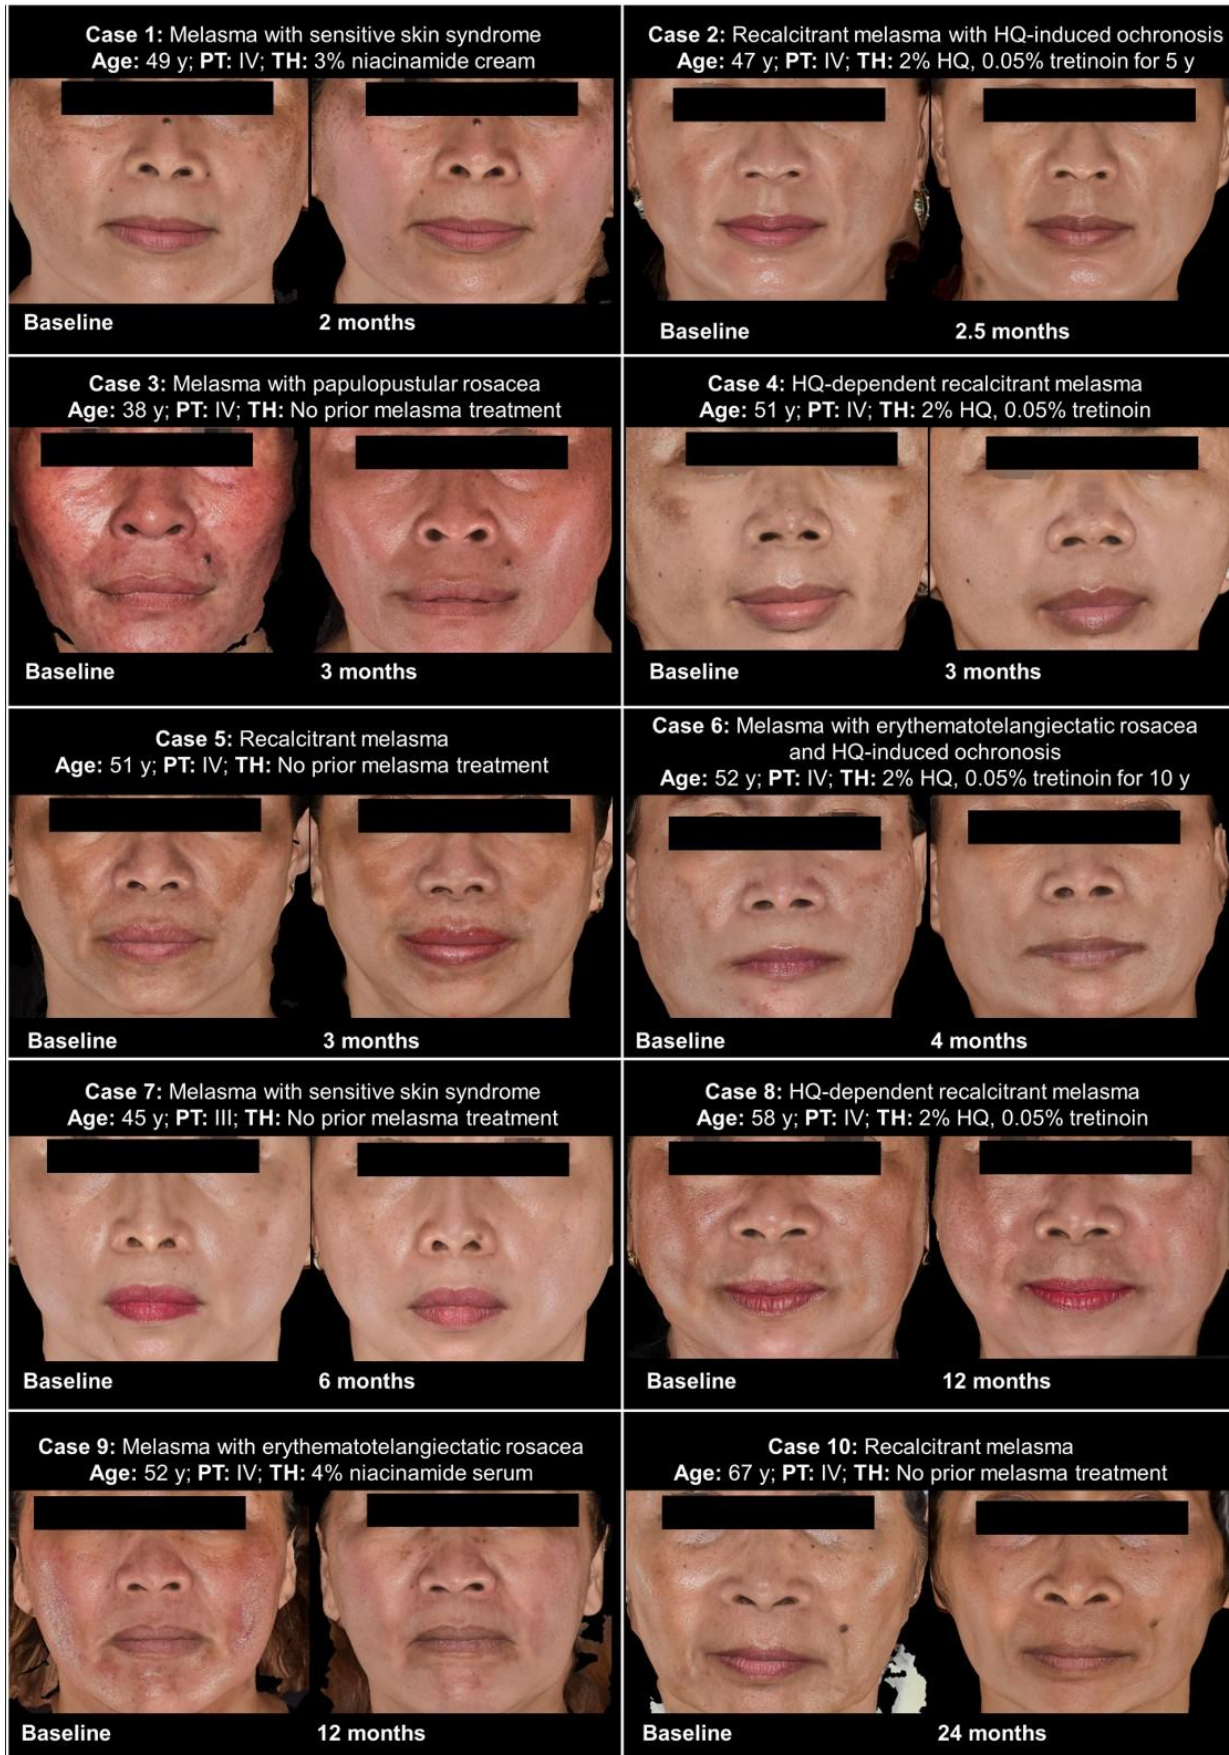 Case 1: Melasma with sensitive skin syndrome
Age: 49 y; PT: IV; TH: 3% niacinamide cream
Baseline
2 months
Case 2: Recalcitrant melasma with HQ-induced ochronosis
Age: 47 y; PT: IV; TH: 2% HQ, 0.05% tretinoin for 5 y
Baseline
2.5 months
Case 3: Melasma with papulopustular rosacea
Age: 38 y; PT: IV; TH: No prior melasma treatment
Baseline
3 months
Case 4: HQ-dependent recalcitrant melasma
Age: 51 y; PT: IV; TH: 2% HQ, 0.05% tretinoin
Baseline
3 months
Case 5: Recalcitrant melasma
Age: 51 y; PT: IV; TH: No prior melasma treatment
Baseline
3 months
Case 6: Melasma with erythematotelangiectatic rosacea
and HQ-induced ochronosis
Age: 52 y; PT: IV; TH: 2% HQ, 0.05% tretinoin for 10 y
Baseline
4 months
Case 7: Melasma with sensitive skin syndrome
Age: 45 y; PT: III; TH: No prior melasma treatment
Baseline
6 months
Case 8: HQ-dependent recalcitrant melasma
Age: 58 y; PT: IV; TH: 2% HQ, 0.05% tretinoin
Baseline
12 months
Case 9: Melasma with erythematotelangiectatic rosacea
Age: 52 y; PT: IV; TH: 4% niacinamide serum
Baseline
12 months
Case 10: Recalcitrant melasma
Age: 67 y; PT: IV; TH: No prior melasma treatment
Baseline
24 months